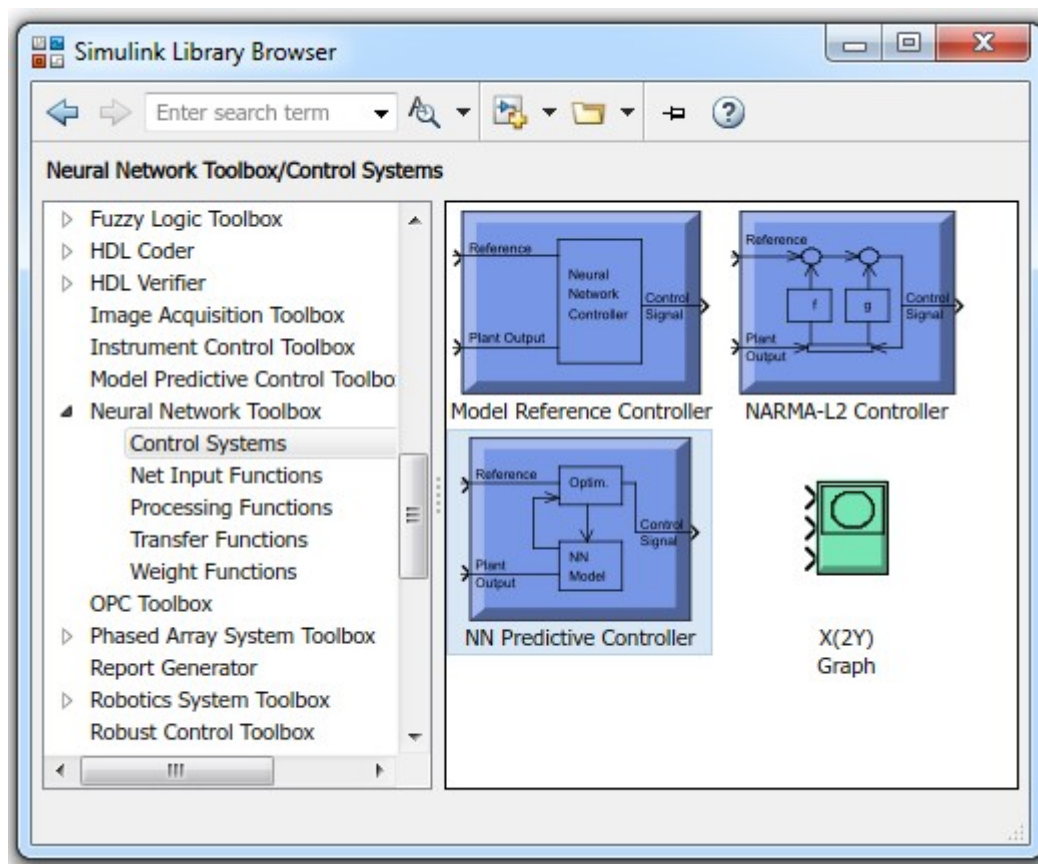 Simulink Library Browser
Enter search term
Neural Network Toolbox/Control Systems
Fuzzy Logic Toolbox
HDL Coder
HDL Verifier
Image Acquisition Toolbox
Instrument Control Toolbox
Model Predictive Control Toolbo
Neural Network Toolbox
Control Systems
Net Input Functions
Processing Functions
Transfer Functions
Weight Functions
OPC Toolbox
Phased Array System Toolbox
Report Generator
Robotics System Toolbox
Robust Control Toolbox
Reference
Neural
Network
Controller
Control
Signal
Plant Output
Model Reference Controller
Reference
f
g
Control
Signal
Plant
Output
NARMA-L2 Controller
Reference
Optim.
Control
Signal
NN
Model
Plant
Output
NN Predictive Controller
X(2Y)
Graph